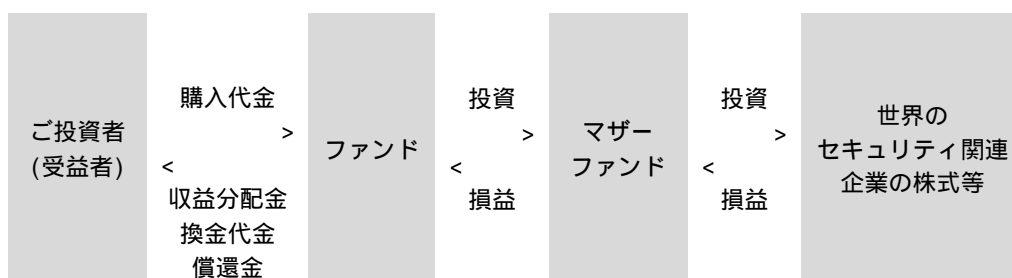 ご投資者
(受益者)
購入代金
>
<
収益分配金
換金代金
償還金
ファンド
投資
>
<
損益
マザー
ファンド
投資
>
<
損益
世界の
セキュリティ関連
企業の株式等